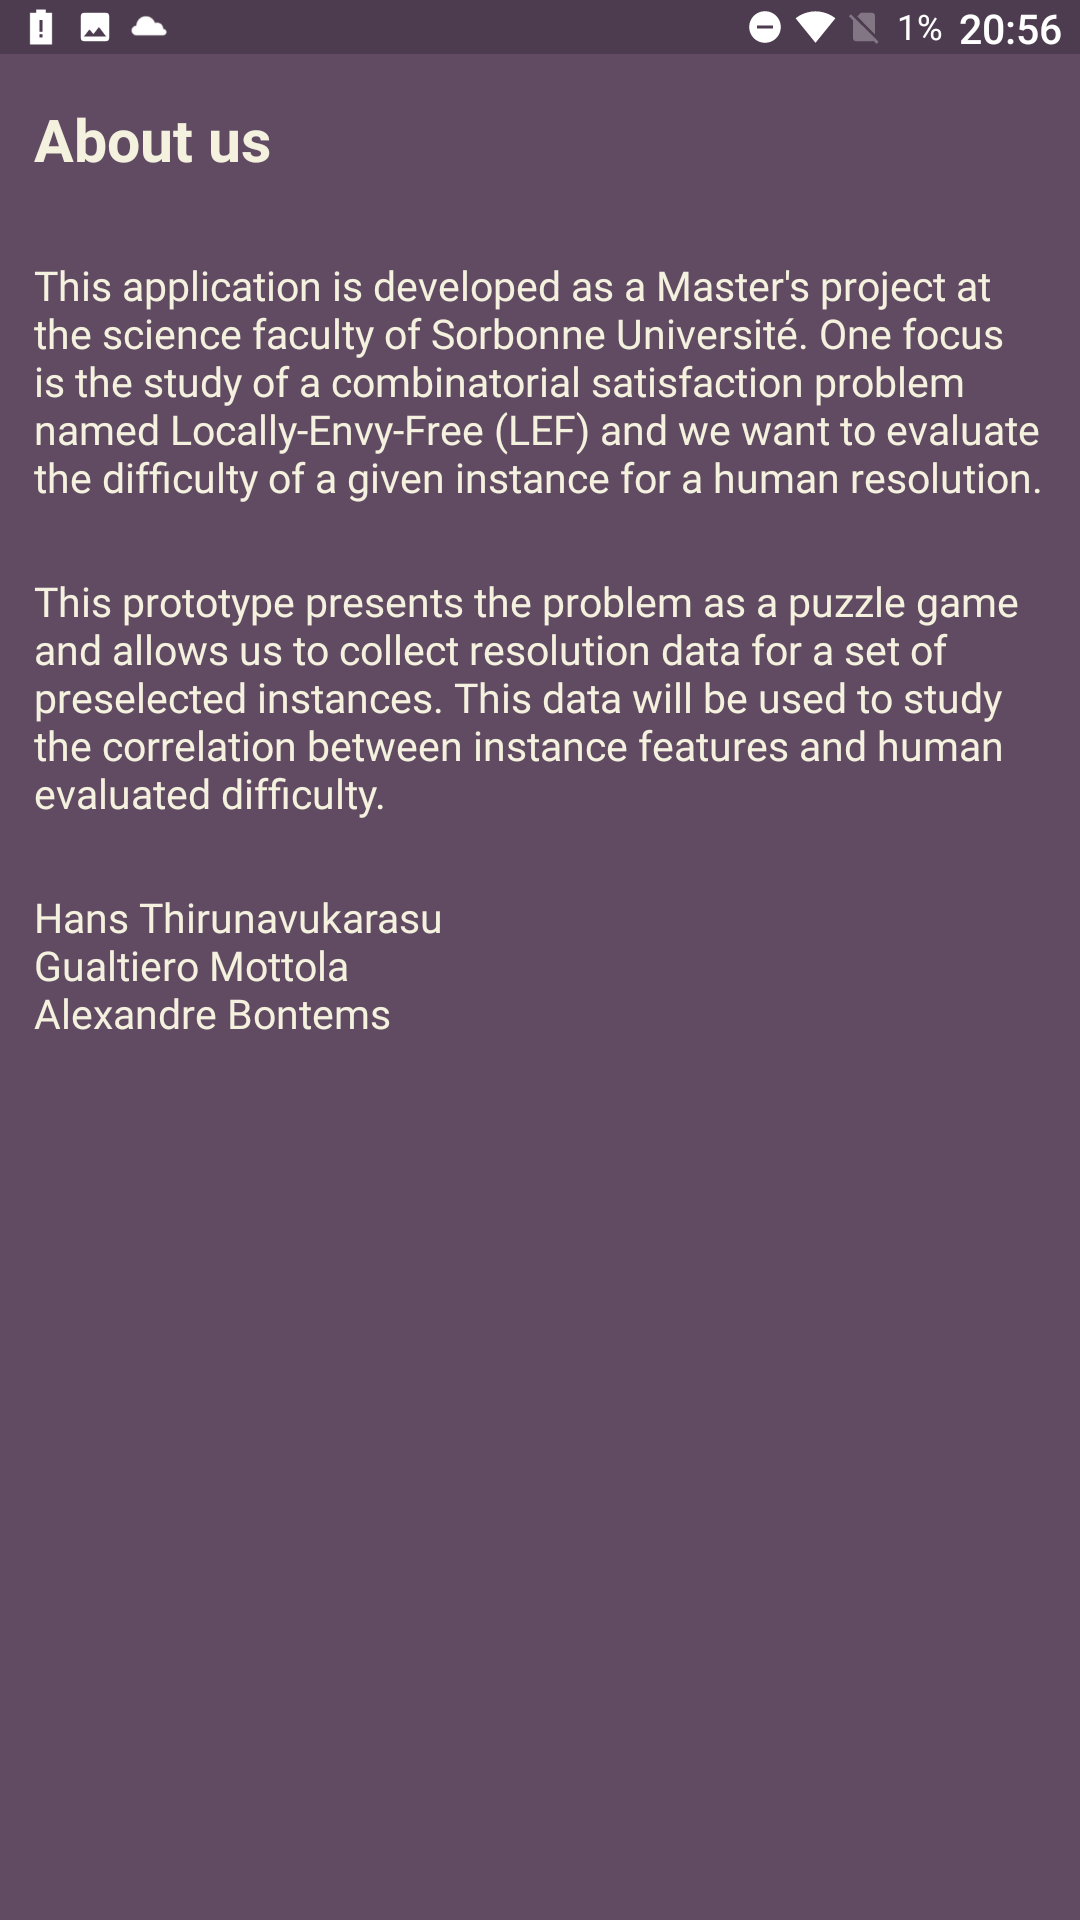 1% 20:56
About us
This application is developed as a Master's project at
the science faculty of Sorbonne Université. One focus
is the study of a combinatorial satisfaction problem
named Locally-Envy-Free (LEF) and we want to evaluate
the difficulty of a given instance for a human resolution.
This prototype presents the problem as a puzzle game
and allows us to collect resolution data for a set of
preselected instances. This data will be used to study
the correlation between instance features and human
evaluated difficulty.
Hans Thirunavukarasu
Gualtiero Mottola
Alexandre Bontems